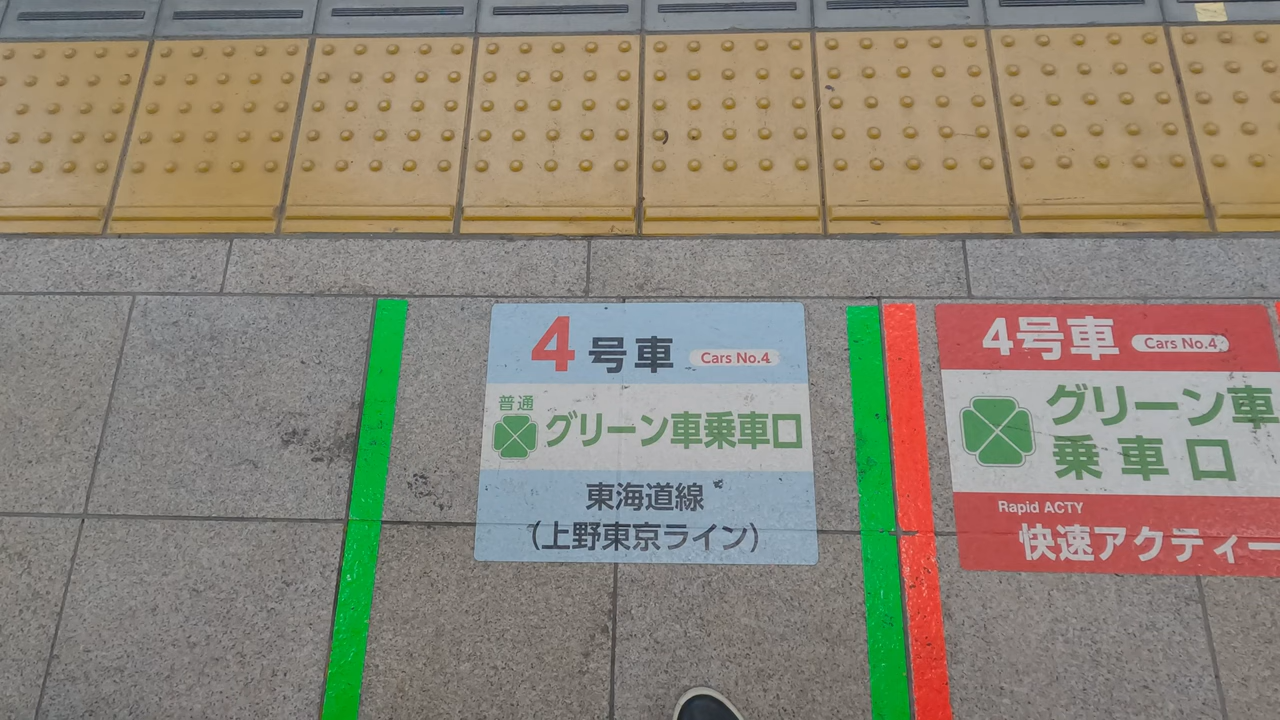 4号車 Cars No.4
普通
グリーン車乗車口
東海道線
(上野東京ライン)
4号車 Cars No.4
グリーン車
乗車口
Rapid ACTY
快速アクティー